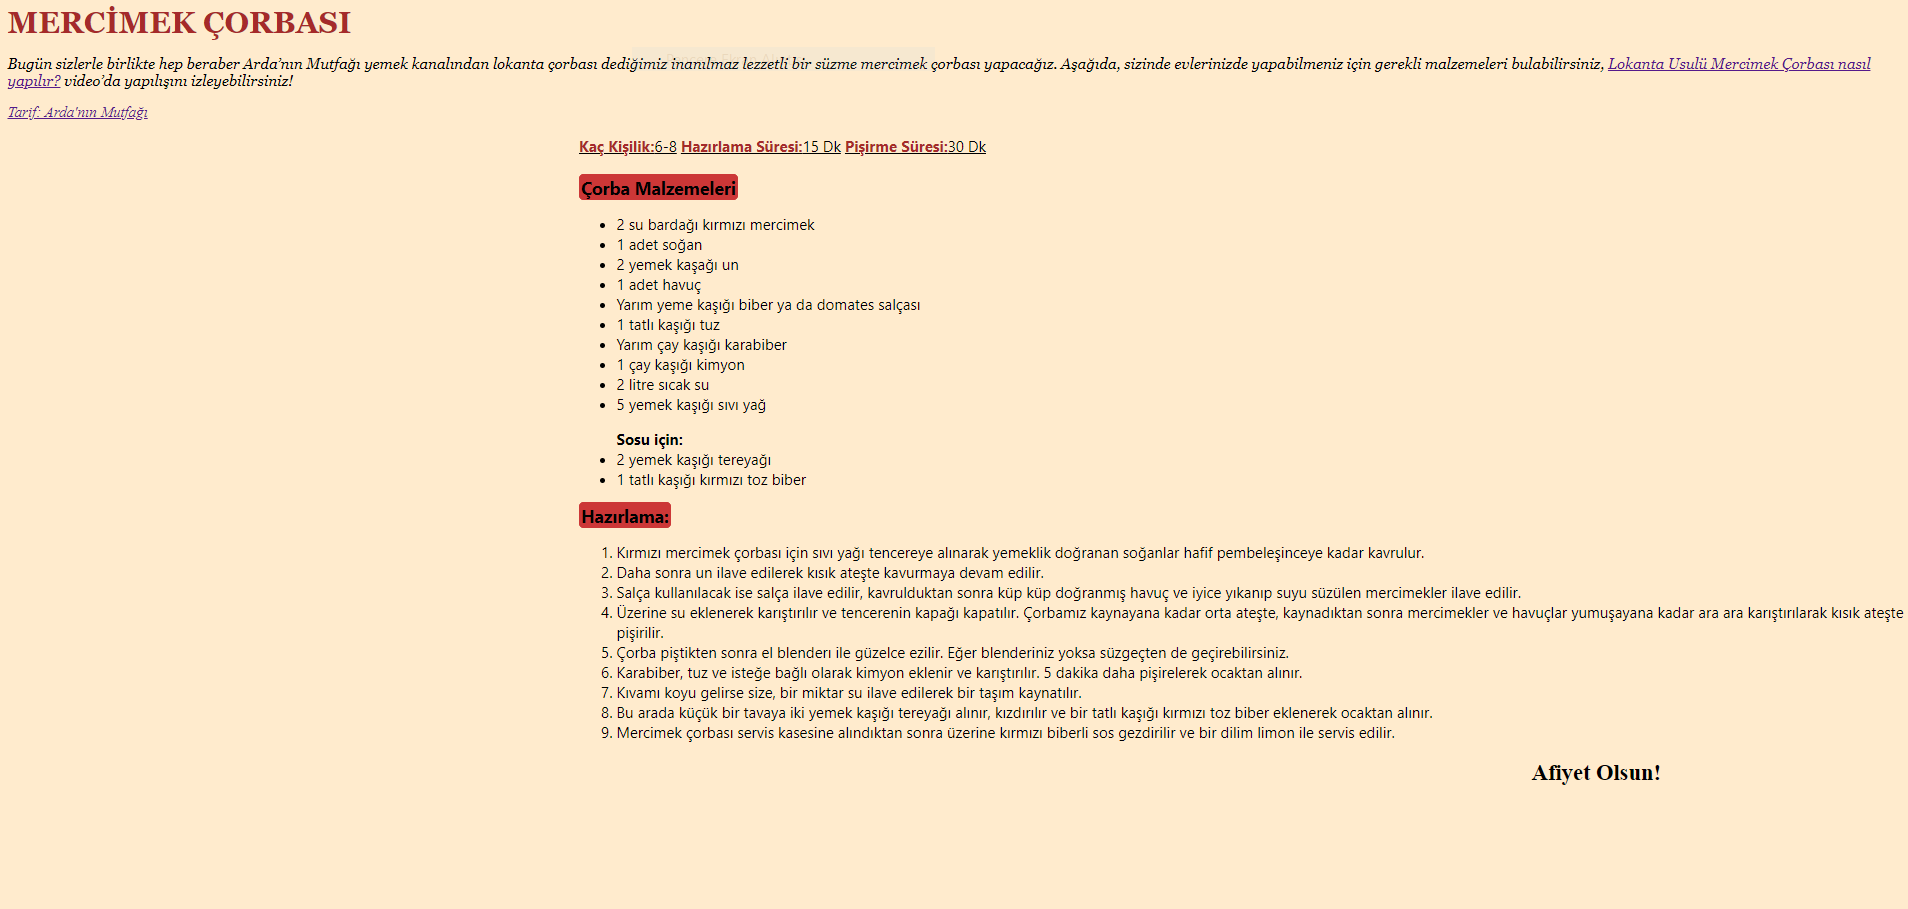 MERCİMEK ÇORBASI
Bugün sizlerle birlikte hep beraber Arda’nın Mutfağı yemek kanalından lokanta çorbası dediğimiz inanılmaz lezzetli bir süzme mercimek çorbası yapacağız. Aşağıda, sizinde evlerinizde yapabilmeniz için gerekli malzemeleri bulabilirsiniz, Lokanta Usulü Mercimek Çorbası nasıl
yapılır? video’da yapılışını izleyebilirsiniz!
Tarif: Arda'nın Mutfağı
Kaç Kişilik:6-8 Hazırlama Süresi:15 Dk Pişirme Süresi:30 Dk
Çorba Malzemeleri
• 2 su bardağı kırmızı mercimek
• 1 adet soğan
• 2 yemek kaşağı un
• 1 adet havuç
• Yarım yeme kaşığı biber ya da domates salçası
• 1 tatlı kaşığı tuz
• Yarım çay kaşığı karabiber
• 1 çay kaşığı kimyon
• 2 litre sıcak su
• 5 yemek kaşığı sıvı yağ
Sosu için:
• 2 yemek kaşığı tereyağı
• 1 tatlı kaşığı kırmızı toz biber
Hazırlama:
1. Kırmızı mercimek çorbası için sıvı yağı tencereye alınarak yemeklik doğranan soğanlar hafif pembeleşinceye kadar kavrulur.
2. Daha sonra un ilave edilerek kısık ateşte kavurmaya devam edilir.
3. Salça kullanılacak ise salça ilave edilir, kavrulduktan sonra küp küp doğranmış havuç ve iyice yıkanıp suyu süzülen mercimekler ilave edilir.
4. Üzerine su eklenerek karıştırılır ve tencerenin kapağı kapatılır. Çorbamız kaynayana kadar orta ateşte, kaynadıktan sonra mercimekler ve havuçlar yumuşayana kadar ara ara karıştırılarak kısık ateşte
pişirilir.
5. Çorba piştikten sonra el blenderı ile güzelce ezilir. Eğer blenderiniz yoksa süzgeçten de geçirebilirsiniz.
6. Karabiber, tuz ve isteğe bağlı olarak kimyon eklenir ve karıştırılır. 5 dakika daha pişirelerek ocaktan alınır.
7. Kıvamı koyu gelirse size, bir miktar su ilave edilerek bir taşım kaynatılır.
8. Bu arada küçük bir tavaya iki yemek kaşığı tereyağı alınır, kızdırılır ve bir tatlı kaşığı kırmızı toz biber eklenerek ocaktan alınır.
9. Mercimek çorbası servis kasesine alındıktan sonra üzerine kırmızı biberli sos gezdirilir ve bir dilim limon ile servis edilir.
Afiyet Olsun!